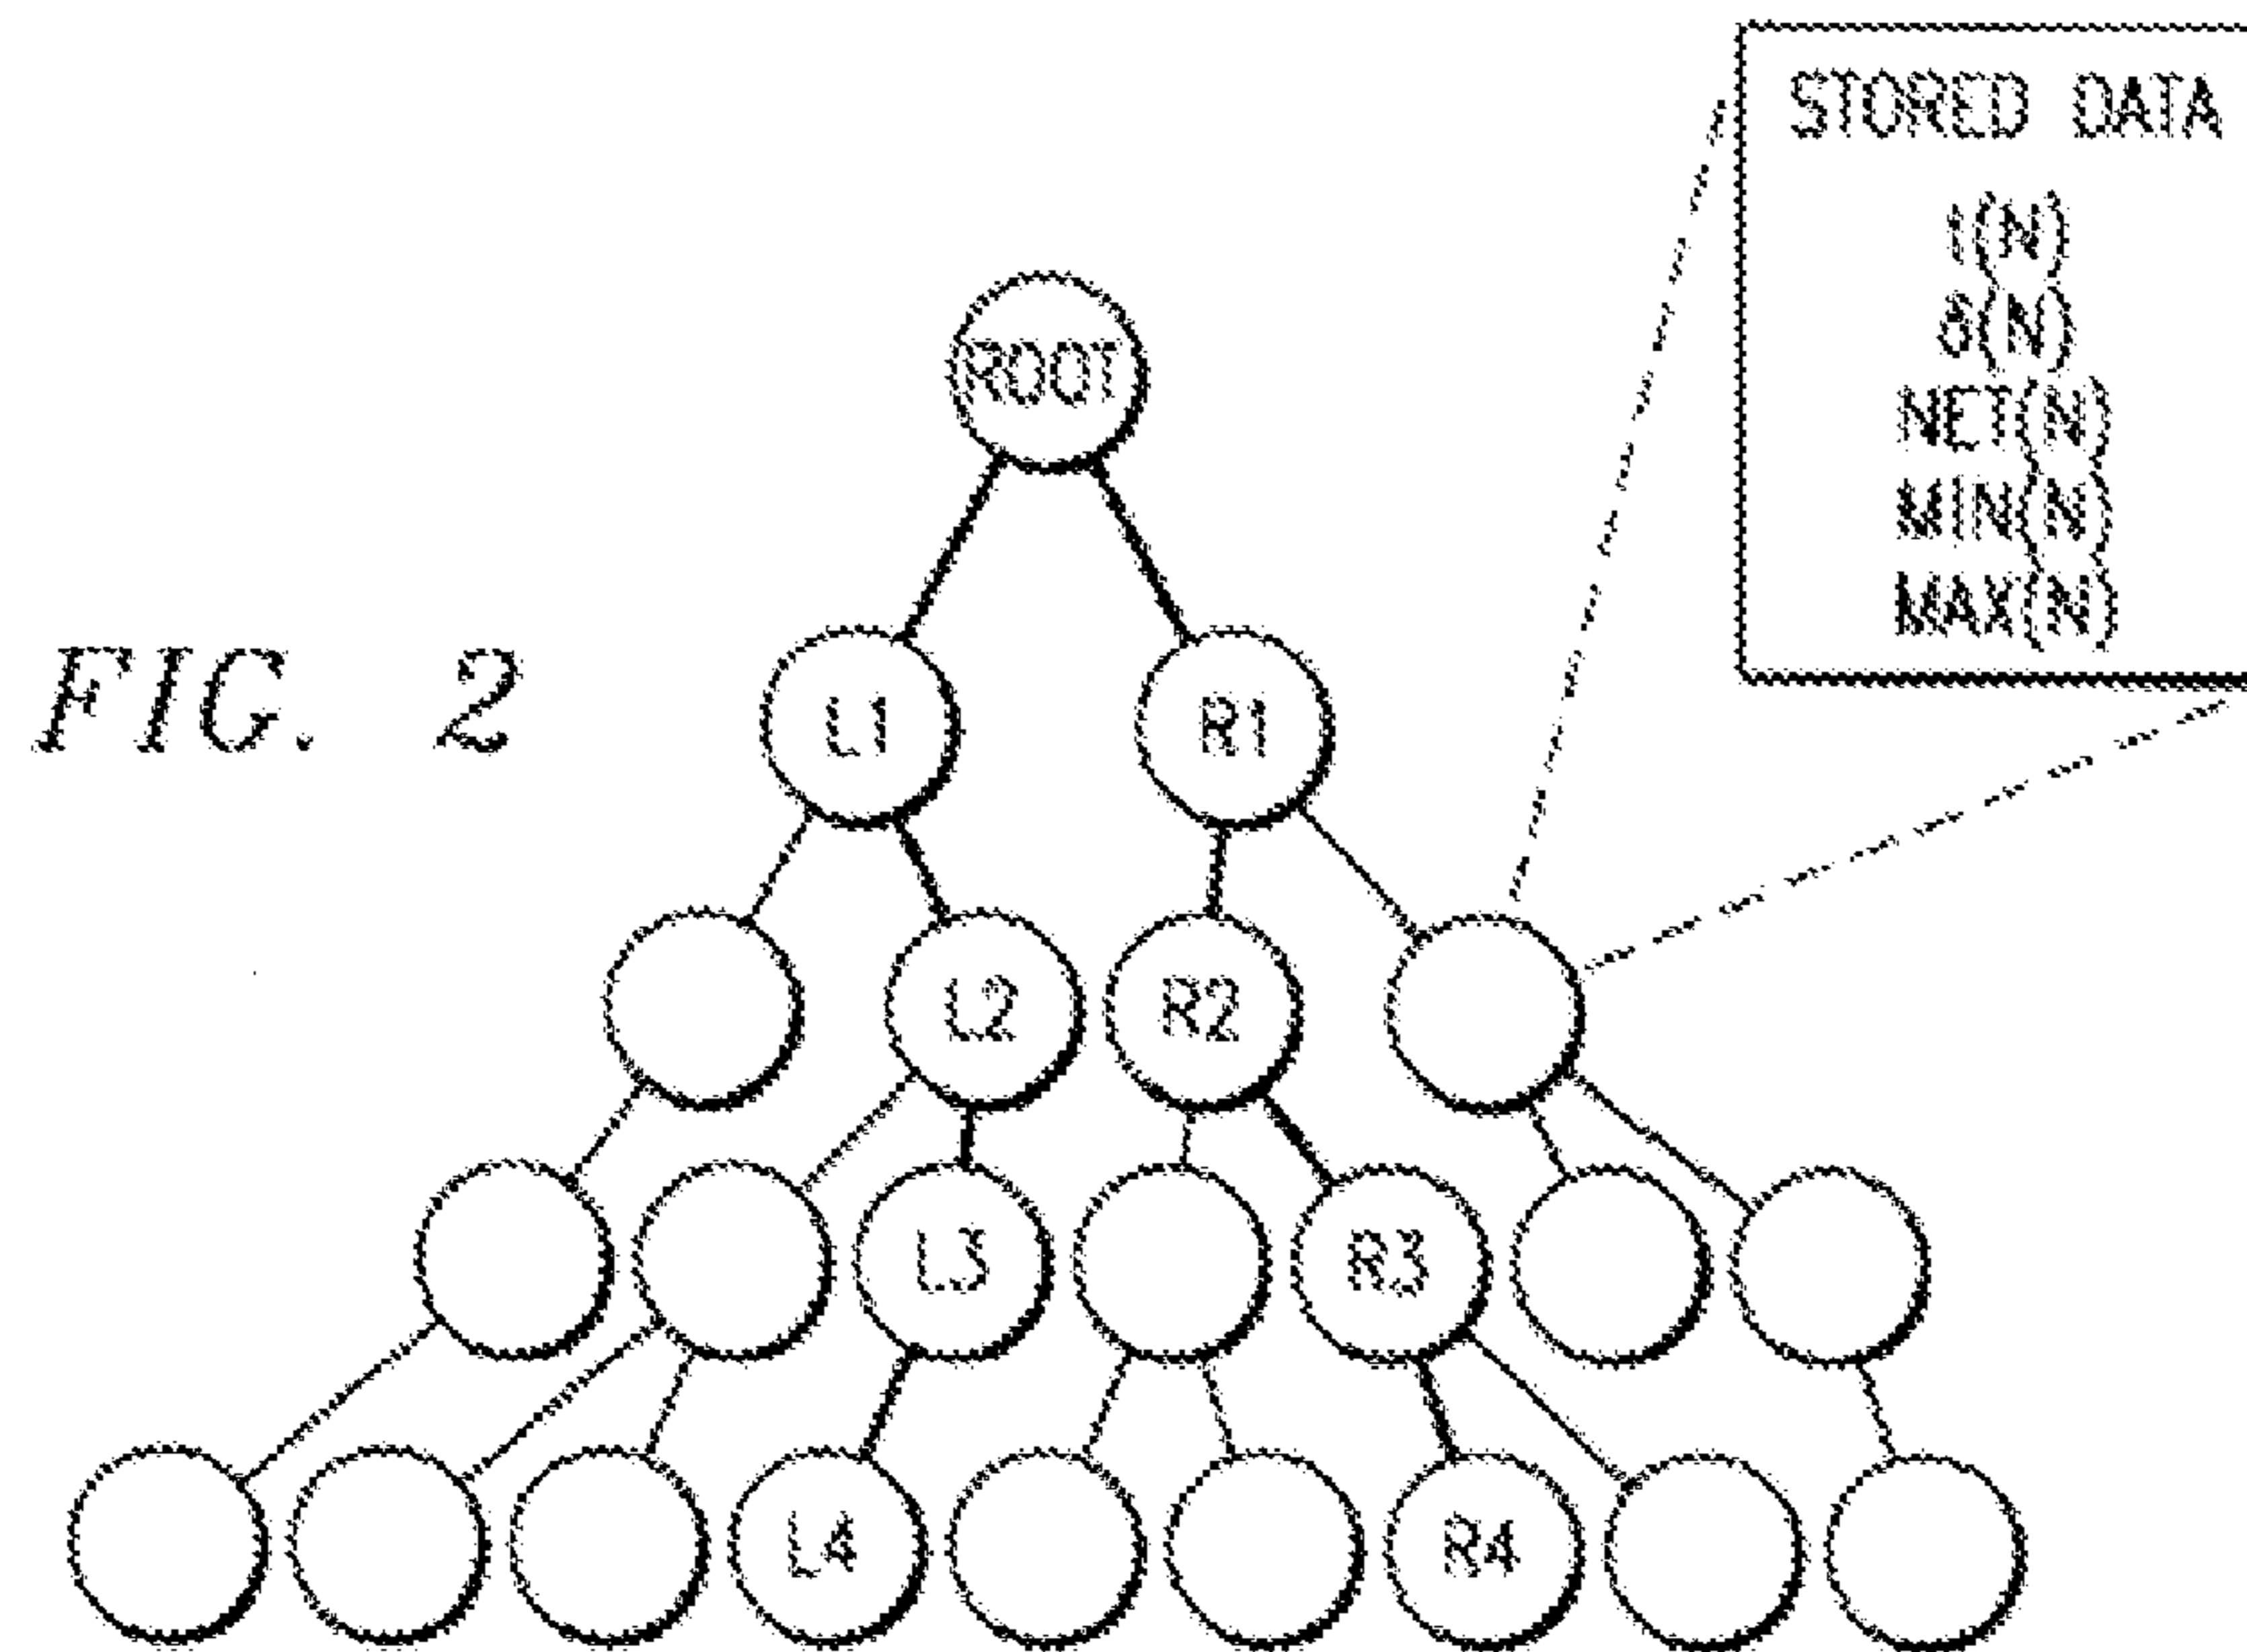 STORED DATA
I(N)
δ(N)
NET(N)
MIN(N)
MAX(N)
ROOT
FIG. 2
L1
R1
L2
R2
L3
R3
L4
R4